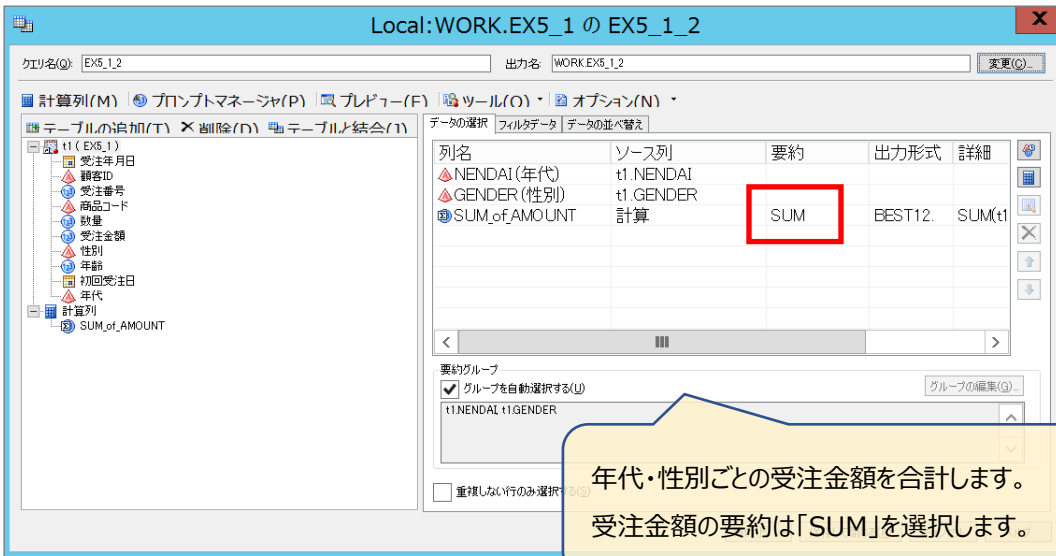 Local:WORK.EX5_1 の EX5_1_2
X
クエリ名(Q): EX5_1_2 出力名: WORK.EX5_1_2 変更(C)...
計算列(M) プロンプトマネージャ(P) プレビュー(F) ツール(O) オプション(N)
テーブルの追加(T) 削除(D) テーブルと結合(J)
t1 ( EX5_1 )
受注年月日
顧客ID
受注番号
商品コード
数量
受注金額
性別
年齢
初回受注日
年代
計算列
SUM_of_AMOUNT
データの選択 フィルタデータ データの並べ替え
列名 ソース列 要約 出力形式 詳細
NENDAI(年代) t1.NENDAI
GENDER(性別) t1.GENDER
SUM_of_AMOUNT 計算 SUM BEST12. SUM(t1
要約グループ
グループを自動選択する(U) グループの編集(G)...
t1.NENDAI, t1.GENDER
重複しない行のみ選択する(S)
年代・性別ごとの受注金額を合計します。
受注金額の要約は「SUM」を選択します。